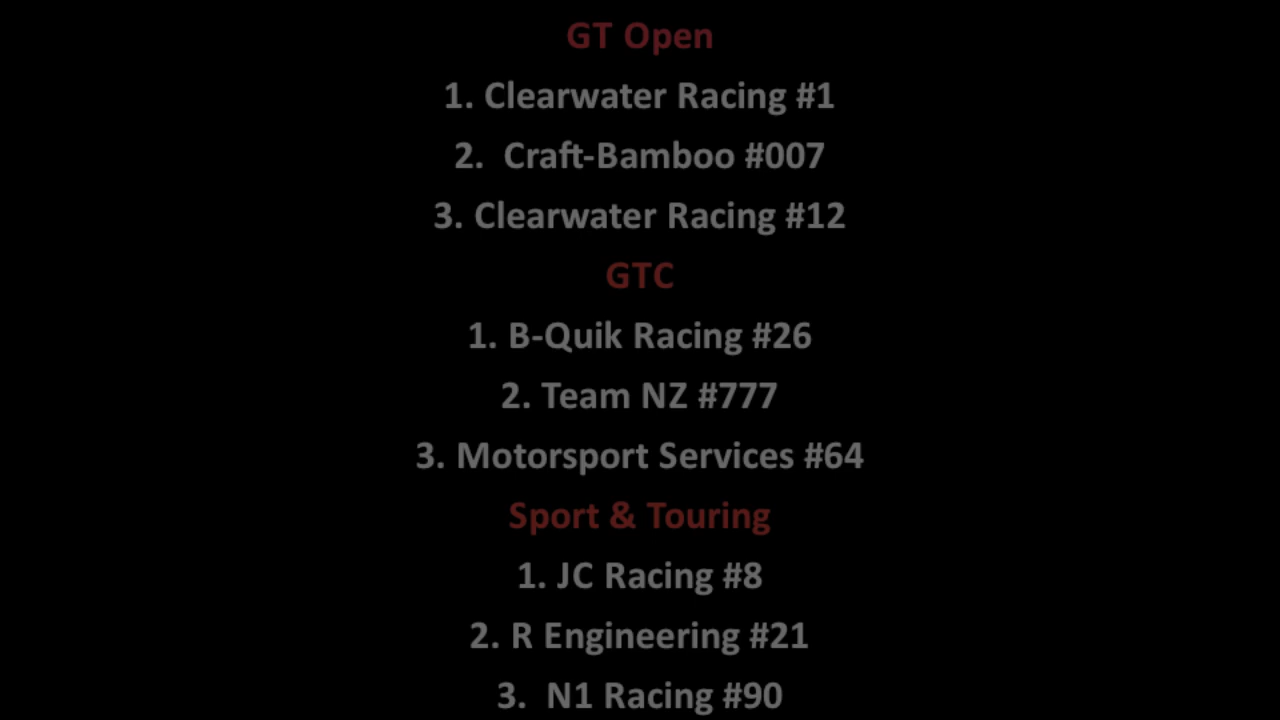 GT Open
1. Clearwater Racing #1
2.  Craft-Bamboo #007
3. Clearwater Racing #12
GTC
1. B-Quik Racing #26
2. Team NZ #777
3. Motorsport Services #64
Sport & Touring
1. JC Racing #8
2. R Engineering #21
3.  N1 Racing #90